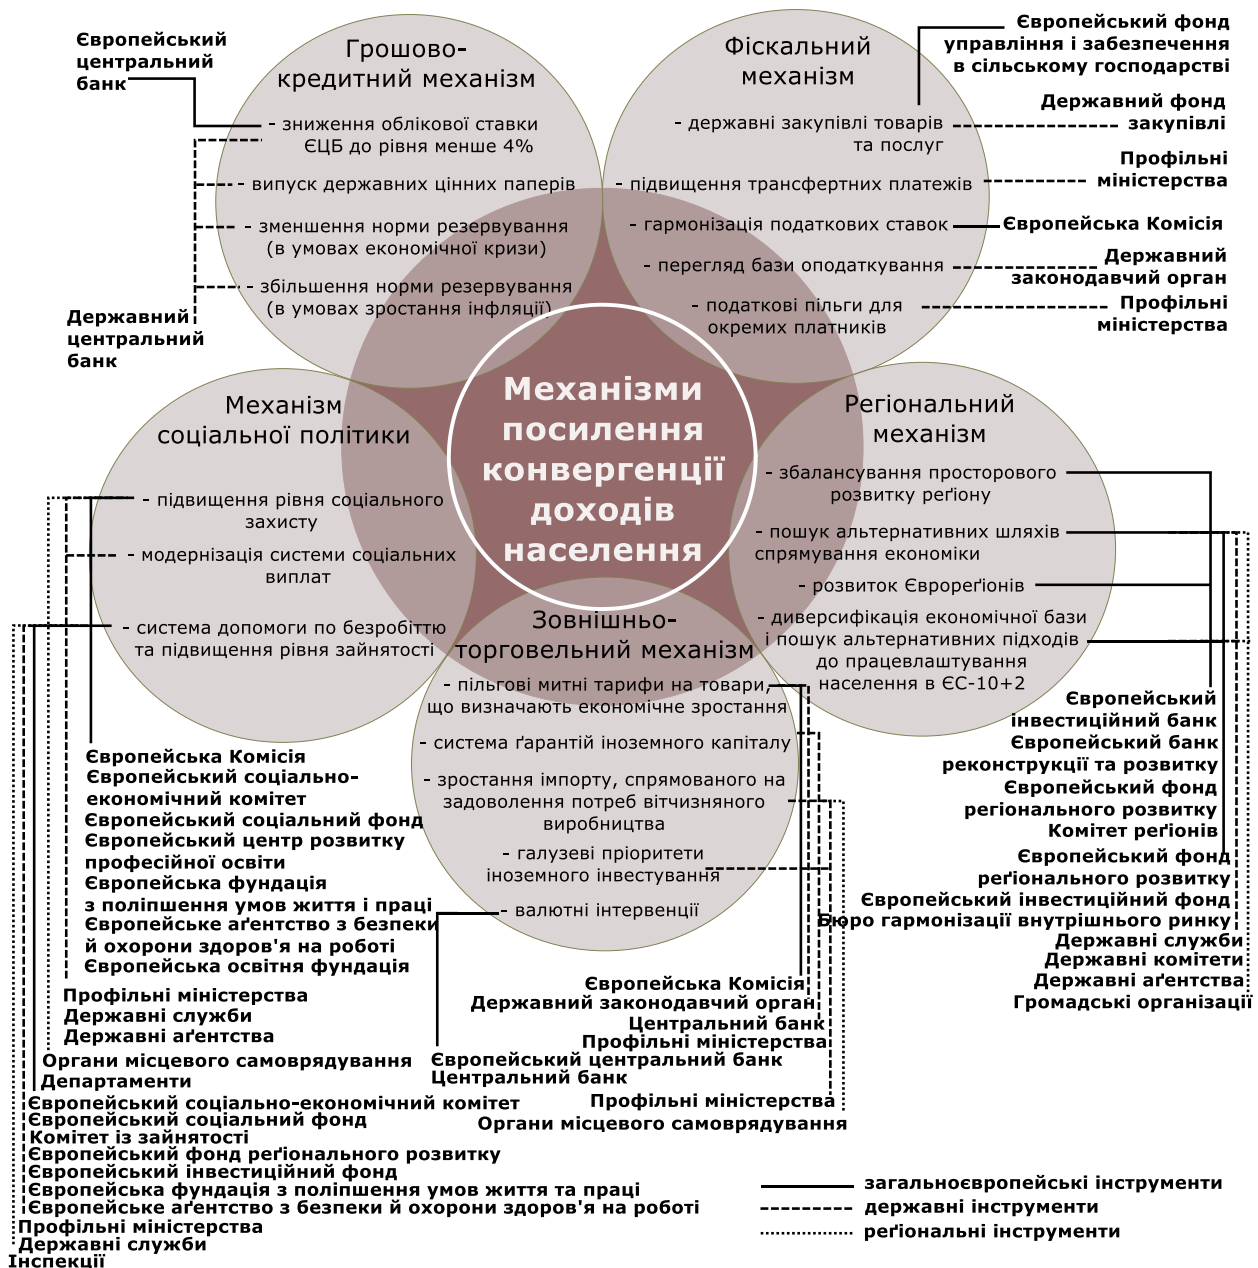 Європейський
центральний
банк
Грошово-
кредитний механізм
- зниження облікової ставки
ЄЦБ до рівня менше 4%
- випуск державних цінних паперів
- зменшення норми резервування
(в умовах економічної кризи)
- збільшення норми резервування
(в умовах зростання інфляції)
Державний
центральний
банк
Фіскальний
механізм
- державні закупівлі товарів
та послуг
- підвищення трансфертних платежів
- гармонізація податкових ставок
- перегляд бази оподаткування
- податкові пільги для
окремих платників
Європейський фонд
управління і забезпечення
в сільському господарстві
Державний фонд
закупівлі
Профільні
міністерства
Європейська Комісія
Державний
законодавчий орган
Профільні
міністерства
Механізми
посилення
конвергенції
доходів
населення
Механізм
соціальної політики
- підвищення рівня соціального
захисту
- модернізація системи соціальних
виплат
- система допомоги по безробіттю
та підвищення рівня зайнятості
Регіональний
механізм
- збалансування просторового
розвитку реґіону
- пошук альтернативних шляхів
спрямування економіки
- розвиток Єврореґіонів
- диверсифікація економічної бази
і пошук альтернативних підходів
до працевлаштування
населення в ЄС-10+2
Зовнішньо-
торговельний механізм
- пільгові митні тарифи на товари,
що визначають економічне зростання
- система ґарантій іноземного капіталу
- зростання імпорту, спрямованого на
задоволення потреб вітчизняного
виробництва
- галузеві пріоритети
іноземного інвестування
- валютні інтервенції
Європейська Комісія
Європейський соціально-
економічний комітет
Європейський соціальний фонд
Європейський центр розвитку
професійної освіти
Європейська фундація
з поліпшення умов життя і праці
Європейське аґентство з безпеки
й охорони здоров'я на роботі
Європейська освітня фундація
Профільні міністерства
Державні служби
Державні аґентства
Органи місцевого самоврядування
Департаменти
Європейський соціально-економічний комітет
Європейський соціальний фонд
Комітет із зайнятості
Європейський фонд реґіонального розвитку
Європейський інвестиційний фонд
Європейська фундація з поліпшення умов життя та праці
Європейське аґентство з безпеки й охорони здоров'я на роботі
Профільні міністерства
Державні служби
Інспекції
Європейська Комісія
Державний законодавчий орган
Центральний банк
Профільні міністерства
Європейський центральний банк
Центральний банк
Профільні міністерства
Органи місцевого самоврядування
Європейський
інвестиційний банк
Європейський банк
реконструкції та розвитку
Європейський фонд
регіонального розвитку
Комітет реґіонів
Європейський фонд
реґіонального розвитку
Європейський інвестиційний фонд
Бюро гармонізації внутрішнього ринку
Державні служби
Державні комітети
Державні аґентства
Громадські організації
загальноєвропейські інструменти
державні інструменти
реґіональні інструменти